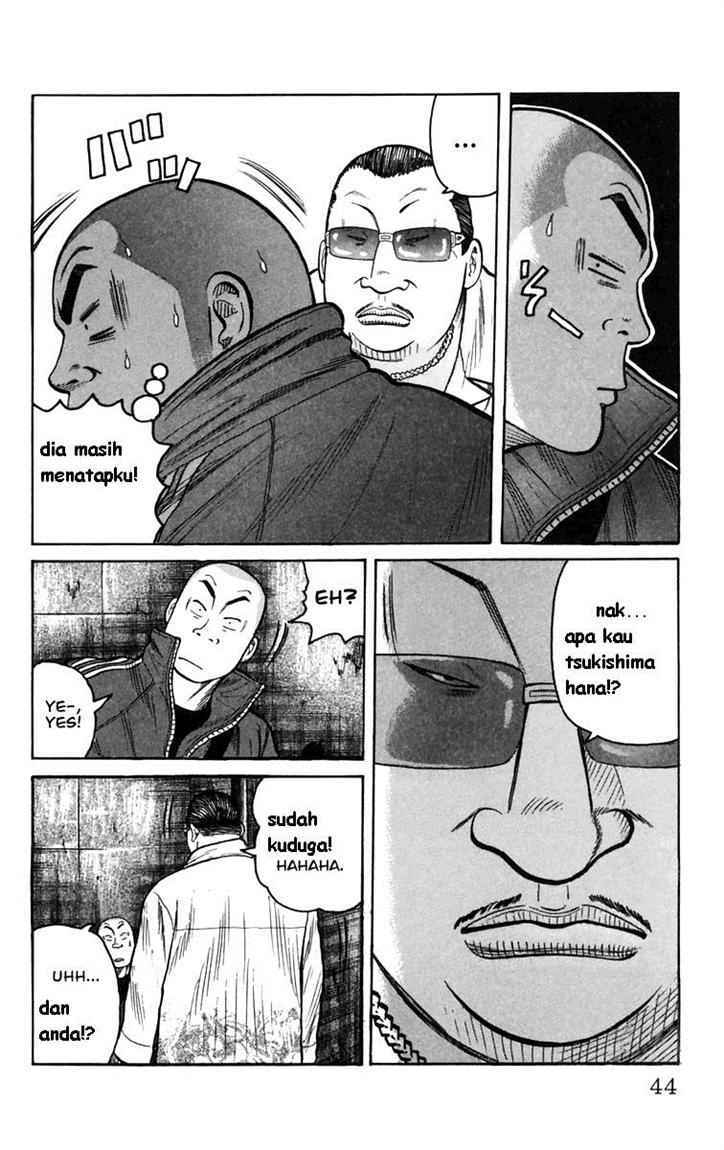 ...
dia masih
menatapku!
nak...
apa kau
tsukishima
hana!?
EH?
YE-,
YES!
sudah
kuduga!
HAHAHA.
UHH...
dan
anda!?
44